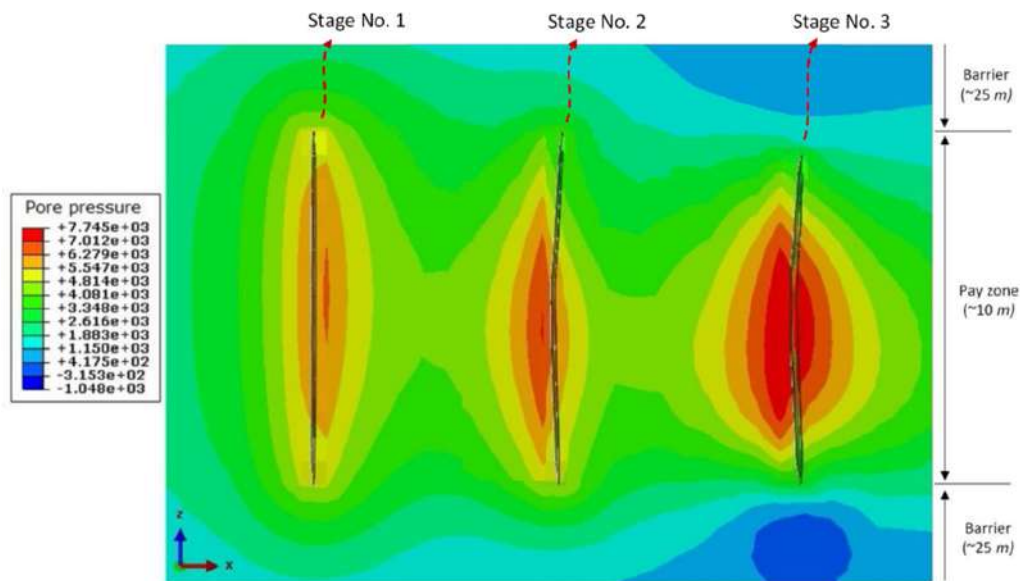 Stage No. 1
Stage No. 2
Stage No. 3
Barrier
(~25 m)
Pore pressure
+7.745e+03
+7.012e+03
+6.279e+03
+5.547e+03
+4.814e+03
+4.081e+03
+3.348e+03
+2.616e+03
+1.883e+03
+1.150e+03
+4.175e+02
-3.153e+02
-1.048e+03
Pay zone
(~10 m)
Barrier
(~25 m)
z
x